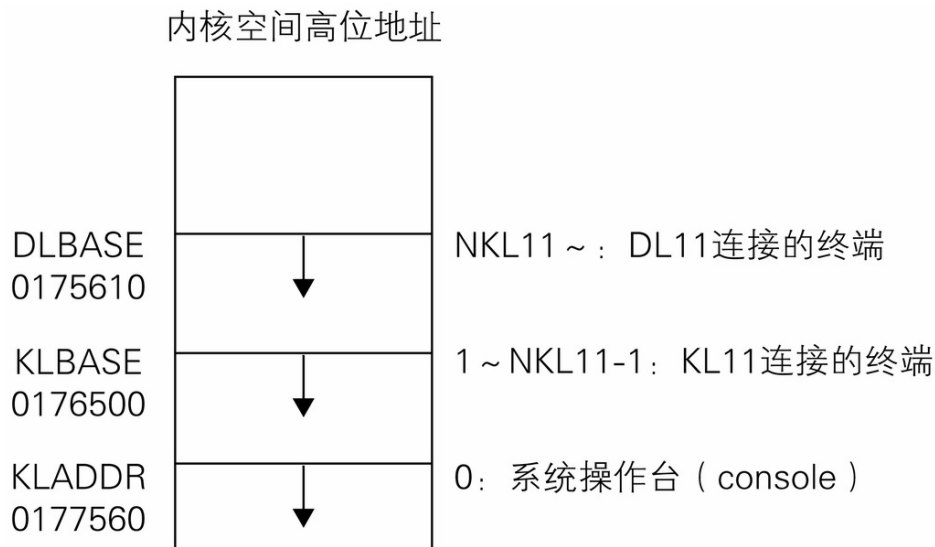 内核空间高位地址
DLBASE
0175610
NKL11～：DL11连接的终端
KLBASE
0176500
1～NKL11-1：KL11连接的终端
KLADDR
0177560
0：系统操作台（console）